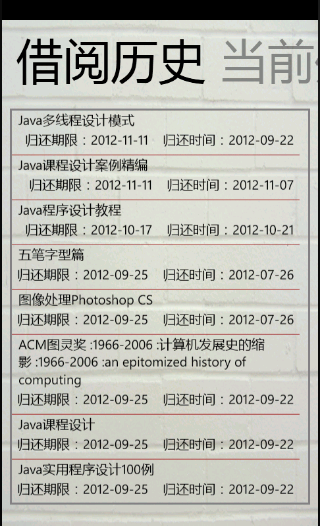 借阅历史 当前
Java多线程设计模式
归还期限：2012-11-11 归还时间：2012-09-22
Java课程设计案例精编
归还期限：2012-11-11 归还时间：2012-11-07
Java程序设计教程
归还期限：2012-10-17 归还时间：2012-10-21
五笔字型篇
归还期限：2012-09-25 归还时间：2012-07-26
图像处理Photoshop CS
归还期限：2012-09-25 归还时间：2012-07-26
ACM图灵奖 :1966-2006 :计算机发展史的缩
影 :1966-2006 :an epitomized history of
computing
归还期限：2012-09-25 归还时间：2012-09-22
Java课程设计
归还期限：2012-09-25 归还时间：2012-09-22
Java实用程序设计100例
归还期限：2012-09-25 归还时间：2012-09-22